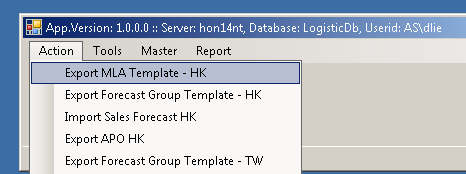 App.Version: 1.0.0.0 :: Server: hon14nt, Database: LogisticDb, Userid: AS\dlie
Action Tools Master Report
Export MLA Template - HK
Export Forecast Group Template - HK
Import Sales Forecast HK
Export APO HK
Export Forecast Group Template - TW